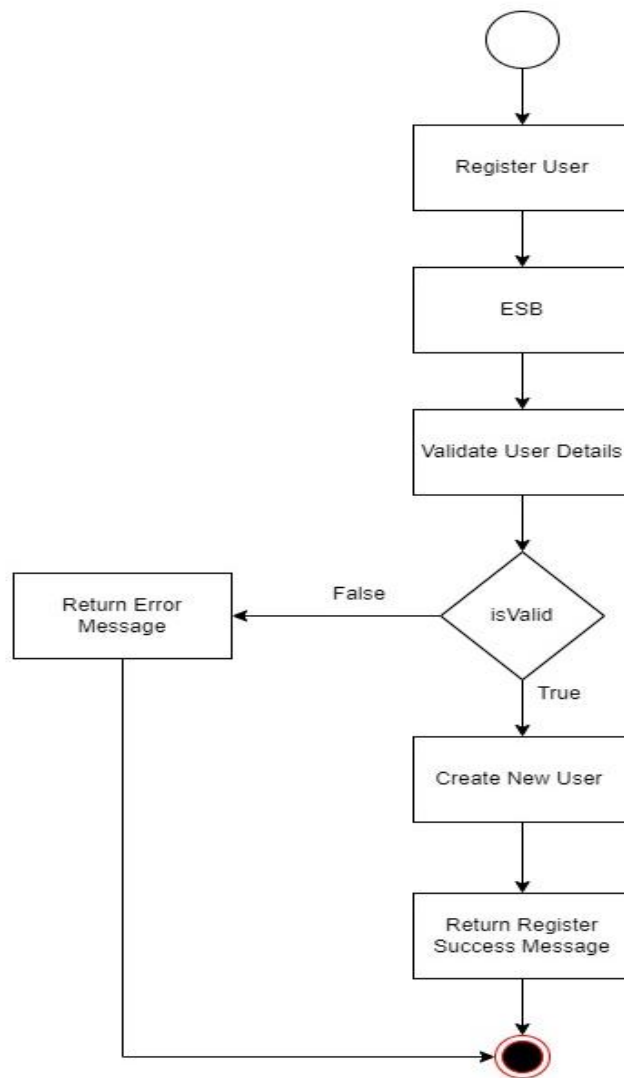 Register User
ESB
Validate User Details
isValid
False
Return Error
Message
True
Create New User
Return Register
Success Message